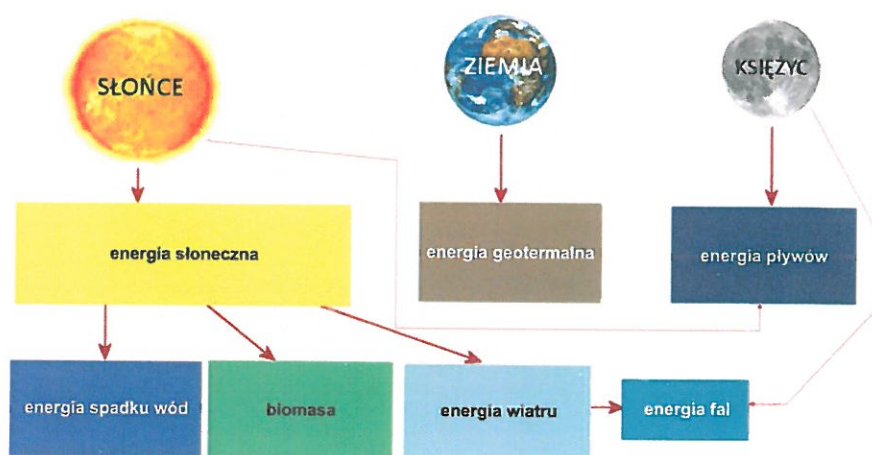 SŁOŃCE
ZIEMIA
KSIĘŻYC
energia słoneczna
energia geotermalna
energia pływów
energia spadku wód
biomasa
energia wiatru
energia fal